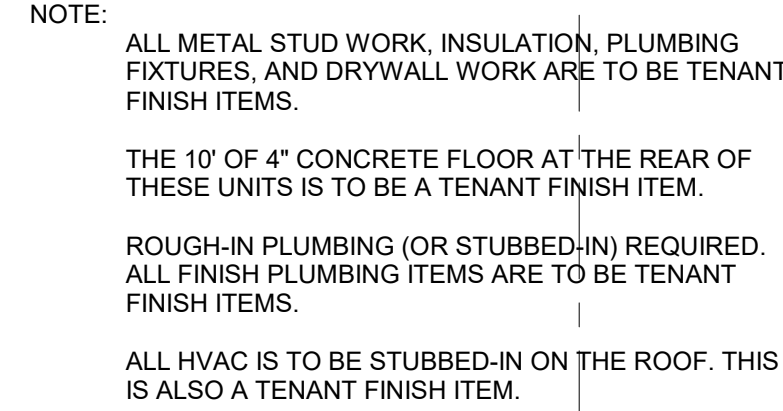 NOTE:
ALL METAL STUD WORK, INSULATION, PLUMBING
FIXTURES, AND DRYWALL WORK ARE TO BE TENANT
FINISH ITEMS.
THE 10' OF 4" CONCRETE FLOOR AT THE REAR OF
THESE UNITS IS TO BE A TENANT FINISH ITEM.
ROUGH-IN PLUMBING (OR STUBBED-IN) REQUIRED.
ALL FINISH PLUMBING ITEMS ARE TO BE TENANT
FINISH ITEMS.
ALL HVAC IS TO BE STUBBED-IN ON THE ROOF. THIS
IS ALSO A TENANT FINISH ITEM.